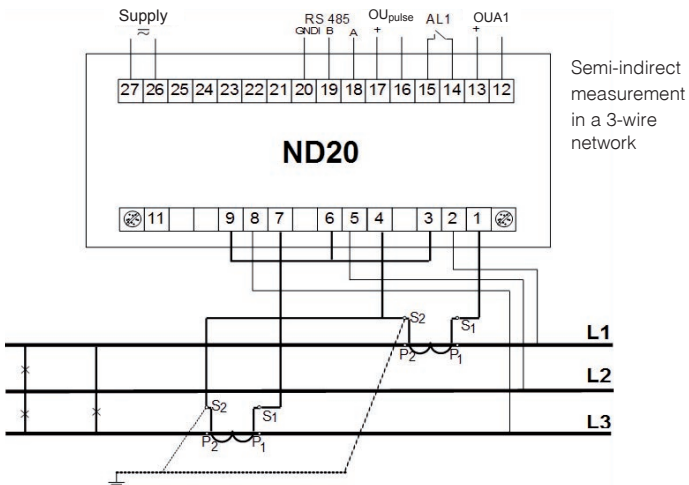 Supply
RS 485
GNDI B A
OUpulse
+
AL1
OUA1
+
27 26 25 24 23 22 21 20 19 18 17 16 15 14 13 12
Semi-indirect
measurement
in a 3-wire
network
ND20
11 9 8 7 6 5 4 3 2 1
S2 S1
P2 P1
L1
L2
S2 S1
P2 P1
L3